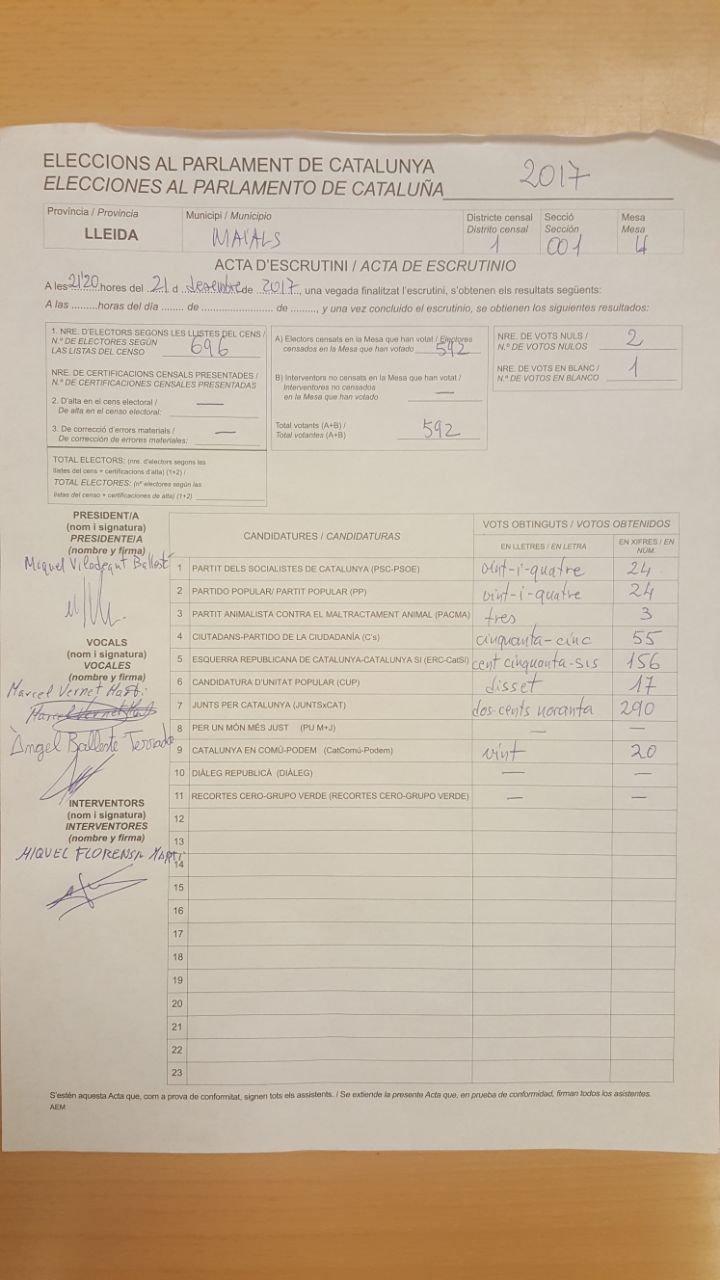 ELECCIONS AL PARLAMENT DE CATALUNYA
ELECCIONES AL PARLAMENTO DE CATALUÑA 2017
Província / Provincia
LLEIDA
Municipi / Municipio
MAIALS
Districte censal
Distrito censal
1
Secció
Sección
001
Mesa
Mesa
U
ACTA D'ESCRUTINI / ACTA DE ESCRUTINIO
A les 21'20 hores del 21 d desembre de 2017, una vegada finalitzat l'escrutini, s'obtenen els resultats següents:
A las .........horas del día ....... de ....................... de ........., y una vez concluido el escrutinio, se obtienen los siguientes resultados:
1. NRE. D'ELECTORS SEGONS LES LLISTES DEL CENS /
N.º DE ELECTORES SEGÚN
LAS LISTAS DEL CENSO 696
NRE. DE CERTIFICACIONS CENSALS PRESENTADES /
N.º DE CERTIFICACIONES CENSALES PRESENTADAS
2. D'alta en el cens electoral /
De alta en el censo electoral: —
3. De correcció d'errors materials /
De corrección de errores materiales: —
TOTAL ELECTORS: (nre. d'electors segons les
llistes del cens + certificacions d'alta) (1+2) /
TOTAL ELECTORES: (nº electores según las
listas del censo + certificaciones de alta) (1+2)
A) Electors censats en la Mesa que han votat / Electores
censados en la Mesa que han votado 592
B) Interventors no censats en la Mesa que han votat /
Interventores no censados
en la Mesa que han votado —
Total votants (A+B) /
Total votantes (A+B) 592
NRE. DE VOTS NULS /
N.º DE VOTOS NULOS 2
NRE. DE VOTS EN BLANC /
N.º DE VOTOS EN BLANCO 1
PRESIDENT/A
(nom i signatura)
PRESIDENTE/A
(nombre y firma)
Miquel Viladegut Ballesté
VOCALS
(nom i signatura)
VOCALES
(nombre y firma)
Marcel Vernet Martí
Àngel Ballesté Terrado
INTERVENTORS
(nom i signatura)
INTERVENTORES
(nombre y firma)
MIQUEL FLORENSA MARTÍ
CANDIDATURES / CANDIDATURAS
VOTS OBTINGUTS / VOTOS OBTENIDOS
EN LLETRES / EN LETRA
EN XIFRES / EN NÚM.
1 PARTIT DELS SOCIALISTES DE CATALUNYA (PSC-PSOE) vint-i-quatre 24
2 PARTIDO POPULAR/ PARTIT POPULAR (PP) vint-i-quatre 24
3 PARTIT ANIMALISTA CONTRA EL MALTRACTAMENT ANIMAL (PACMA) tres 3
4 CIUTADANS-PARTIDO DE LA CIUDADANÍA (C's) cinquanta-cinc 55
5 ESQUERRA REPUBLICANA DE CATALUNYA-CATALUNYA SI (ERC-CatSI) cent cinquanta-sis 156
6 CANDIDATURA D'UNITAT POPULAR (CUP) disset 17
7 JUNTS PER CATALUNYA (JUNTSxCAT) dos-cents noranta 290
8 PER UN MÓN MÉS JUST (PU M+J) — —
9 CATALUNYA EN COMÚ-PODEM (CatComú-Podem) vint 20
10 DIÀLEG REPUBLICÀ (DIÀLEG) — —
11 RECORTES CERO-GRUPO VERDE (RECORTES CERO-GRUPO VERDE) — —
12
13
14
15
16
17
18
19
20
21
22
23
S'estén aquesta Acta que, com a prova de conformitat, signen tots els assistents. / Se extiende la presente Acta que, en prueba de conformidad, firman todos los asistentes.
AEM